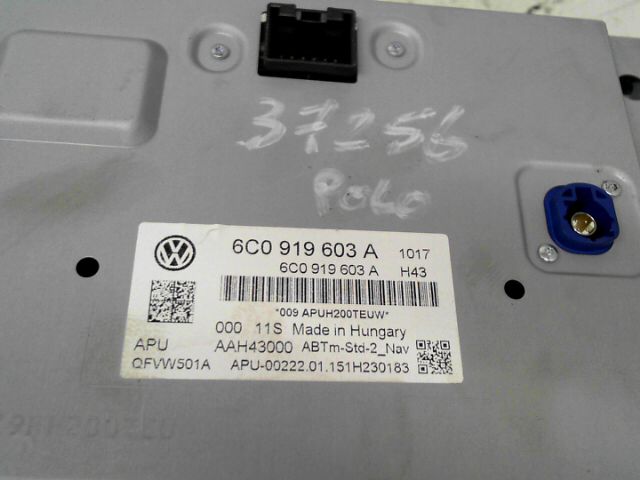 37256
POLO
6C0 919 603 A 1017
6C0 919 603 A H43
*009 APUH200TEUW*
000 11S Made in Hungary
APU AAH43000 ABTm-Std-2_Nav
QFVW501A APU-00222.01.151H230183